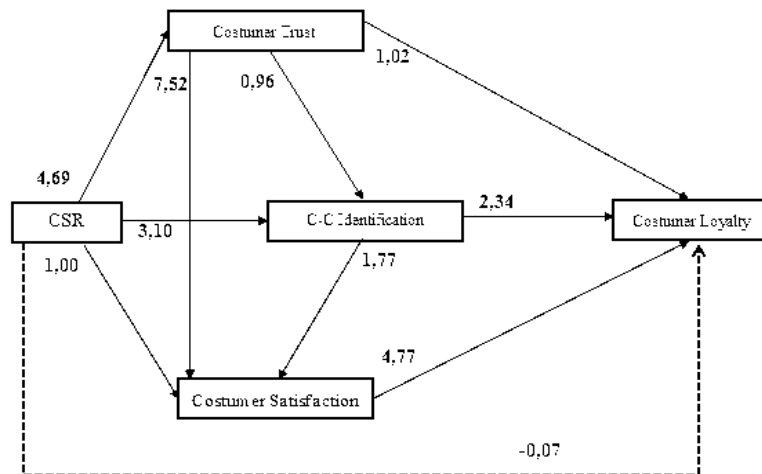 Costumer Trust
1,02
7,52
0,96
4,69
CSR
3,10
C-C Identification
2,34
Costumer Loyalty
1,00
1,77
4,77
Costumer Satisfaction
-0,07